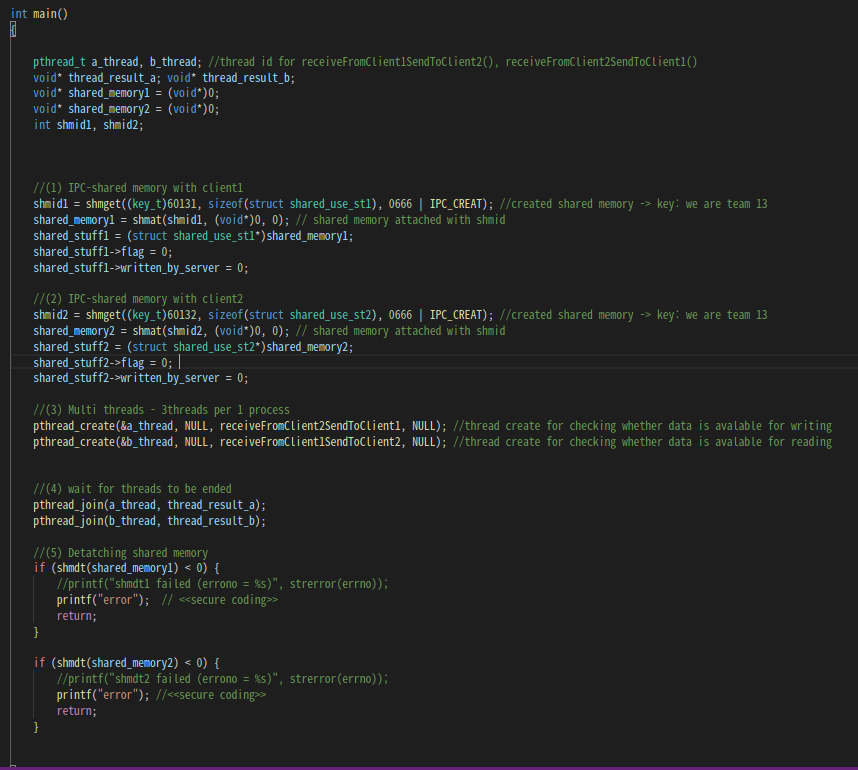 int main()
{
pthread_t a_thread, b_thread; //thread id for receiveFromClient1SendToClient2(), receiveFromClient2SendToClient1()
void* thread_result_a; void* thread_result_b;
void* shared_memory1 = (void*)0;
void* shared_memory2 = (void*)0;
int shmid1, shmid2;
//(1) IPC-shared memory with client1
shmid1 = shmget((key_t)60131, sizeof(struct shared_use_st1), 0666 | IPC_CREAT); //created shared memory -> key: we are team 13
shared_memory1 = shmat(shmid1, (void*)0, 0); // shared memory attached with shmid
shared_stuff1 = (struct shared_use_st1*)shared_memory1;
shared_stuff1->flag = 0;
shared_stuff1->written_by_server = 0;
//(2) IPC-shared memory with client2
shmid2 = shmget((key_t)60132, sizeof(struct shared_use_st2), 0666 | IPC_CREAT); //created shared memory -> key: we are team 13
shared_memory2 = shmat(shmid2, (void*)0, 0); // shared memory attached with shmid
shared_stuff2 = (struct shared_use_st2*)shared_memory2;
shared_stuff2->flag = 0;
shared_stuff2->written_by_server = 0;
//(3) Multi threads - 3threads per 1 process
pthread_create(&a_thread, NULL, receiveFromClient2SendToClient1, NULL); //thread create for checking whether data is avalable for writing
pthread_create(&b_thread, NULL, receiveFromClient1SendToClient2, NULL); //thread create for checking whether data is avalable for reading
//(4) wait for threads to be ended
pthread_join(a_thread, thread_result_a);
pthread_join(b_thread, thread_result_b);
//(5) Detatching shared memory
if (shmdt(shared_memory1) < 0) {
//printf("shmdt1 failed (errono = %s)", strerror(errno));
printf("error"); // <<secure coding>>
return;
}
if (shmdt(shared_memory2) < 0) {
//printf("shmdt2 failed (errono = %s)", strerror(errno));
printf("error"); //<<secure coding>>
return;
}